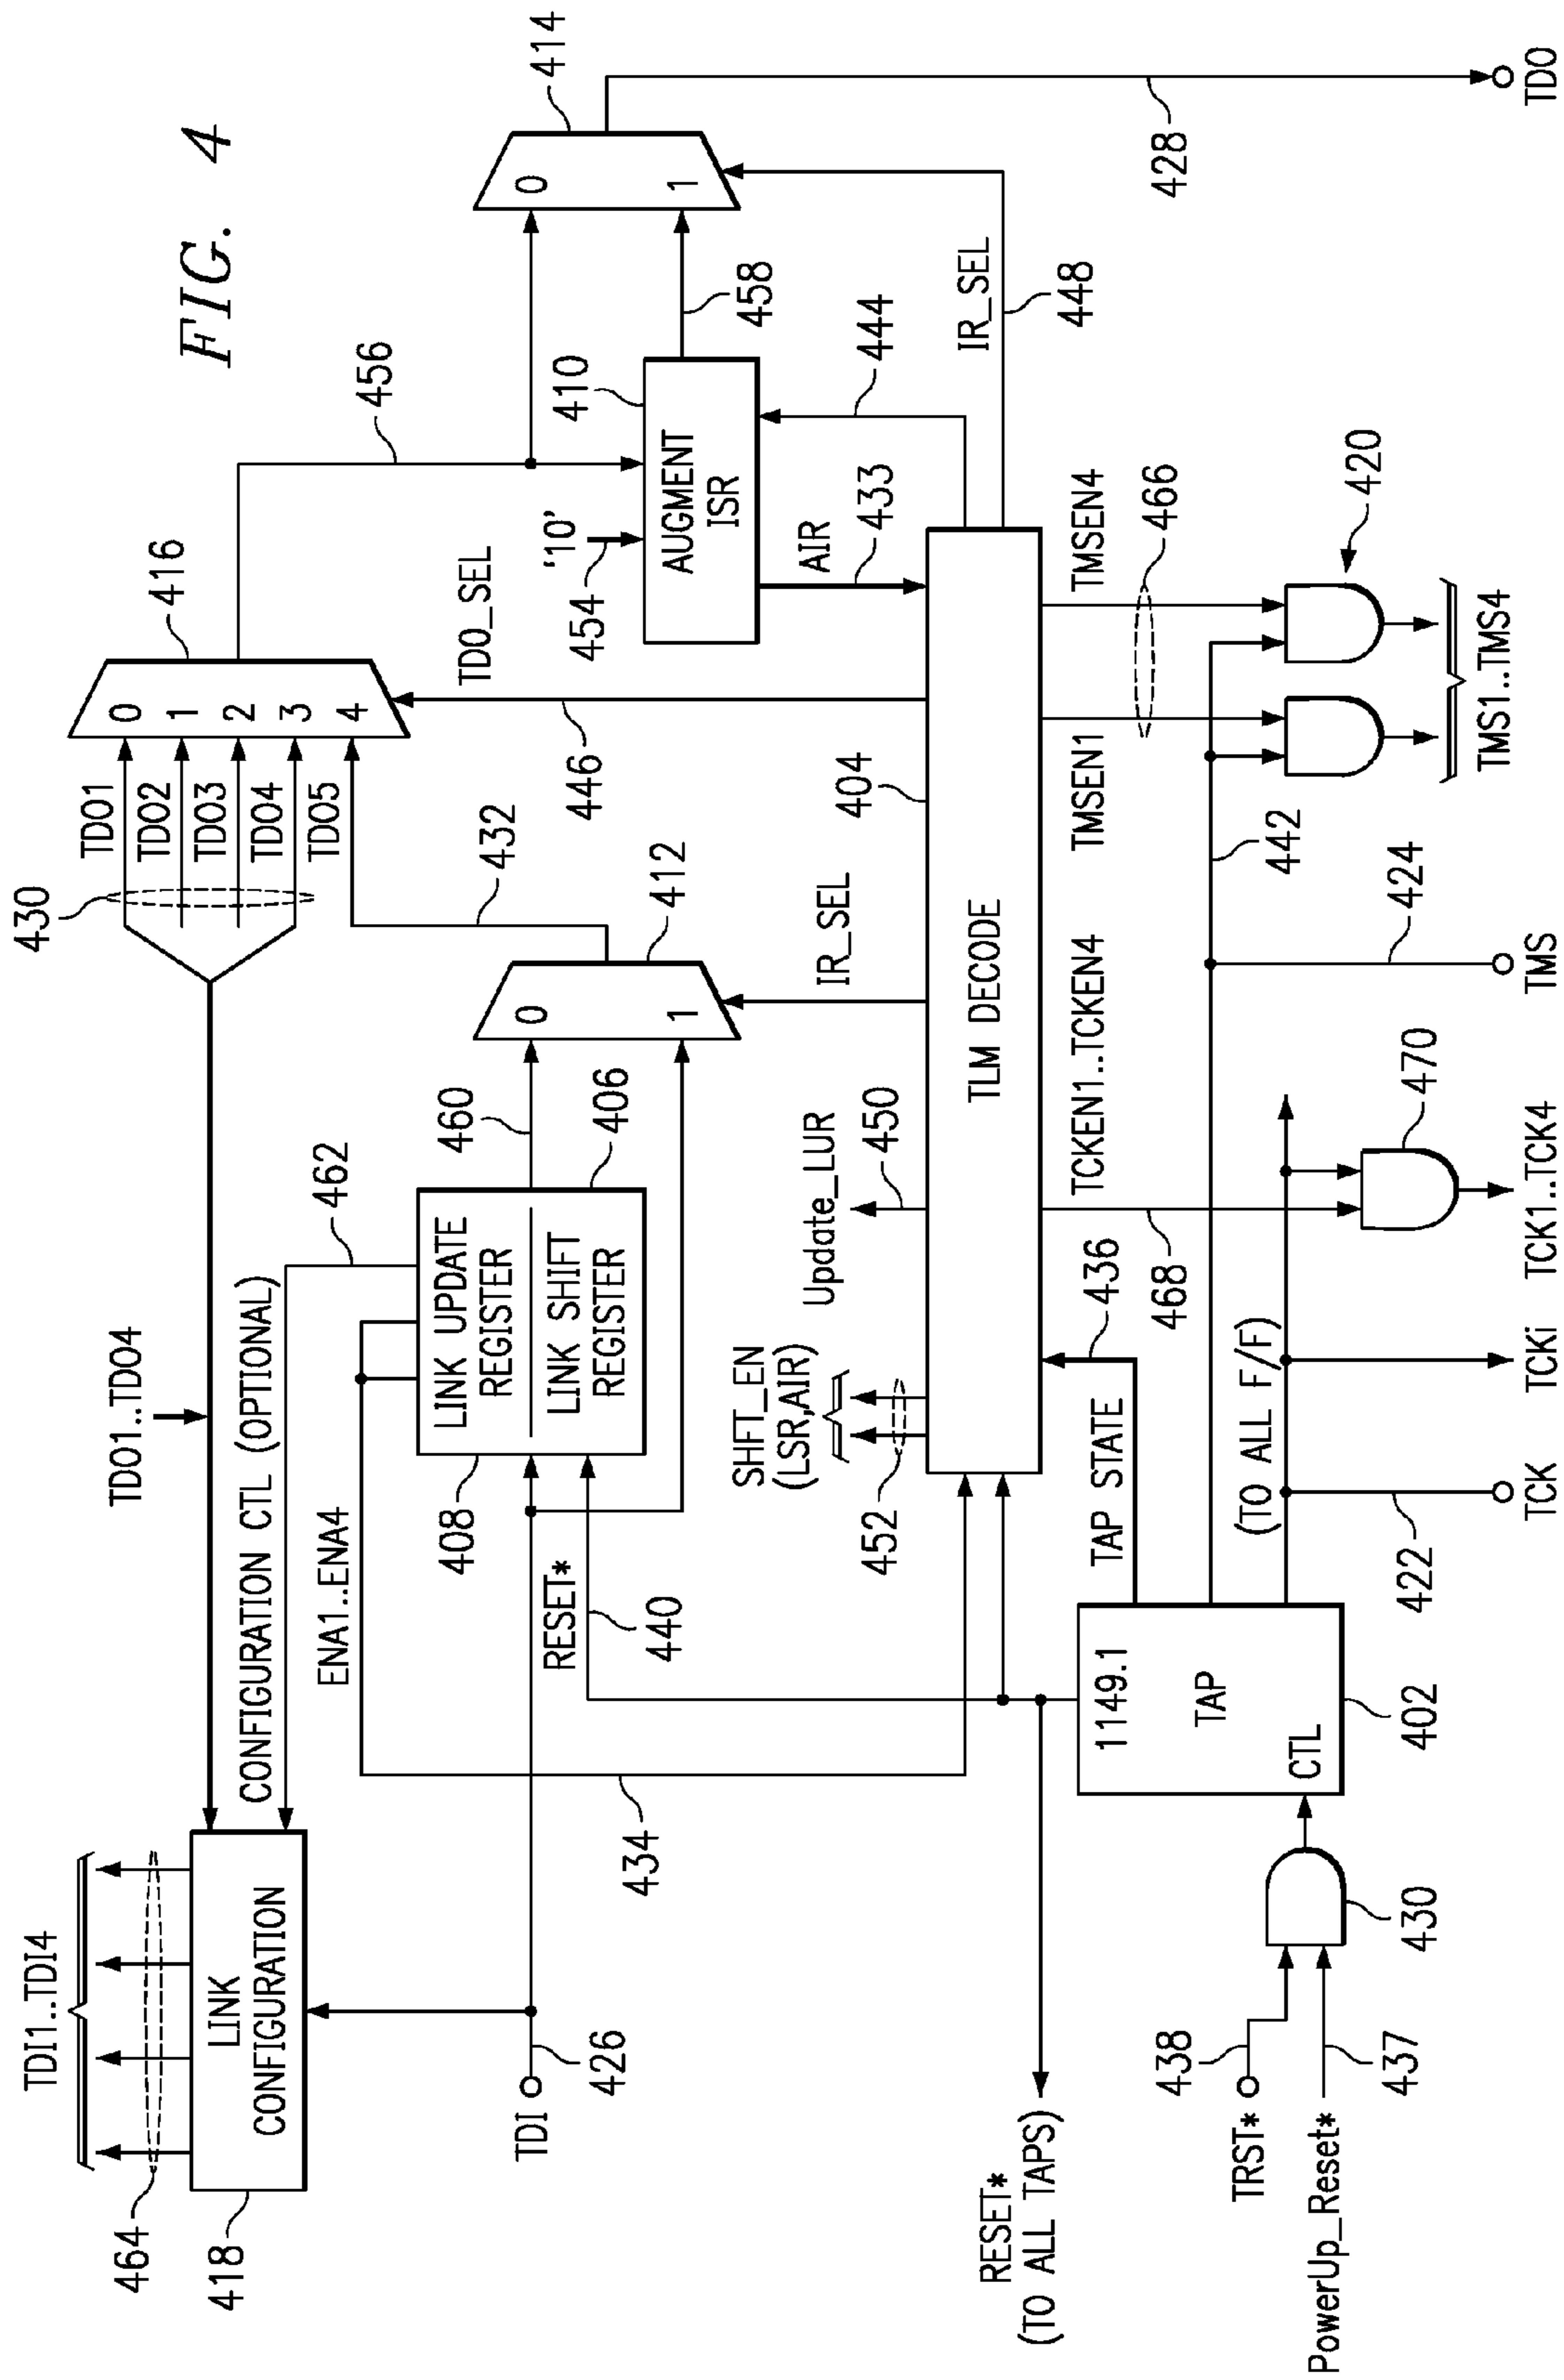 FIG. 4
TDI1..TDI4
464
418
LINK
CONFIGURATION
TDO1..TDO4
CONFIGURATION CTL (OPTIONAL)
462
430
TDO1
TDO2
TDO3
TDO4
TDO5
0
1
2
3
4
416
456
ENA1..ENA4
LINK UPDATE
REGISTER
LINK SHIFT
REGISTER
408
406
460
432
412
0
1
TDO_SEL
'10'
454
410
AUGMENT
ISR
458
0
1
414
TDI
426
RESET*
440
434
SHFT_EN
(LSR,AIR)
452
Update_LUR
450
IR_SEL
446
AIR
433
444
IR_SEL
448
428
TDO
404
TLM DECODE
RESET*
(TO ALL TAPS)
TAP STATE
436
TCKEN1..TCKEN4
468
TMSEN1
TMSEN4
466
442
420
TMS1..TMS4
1149.1
TAP
CTL
402
TRST*
438
PowerUp_Reset*
437
430
(TO ALL F/F)
422
TCK
TCKi
470
TCK1..TCK4
424
TMS